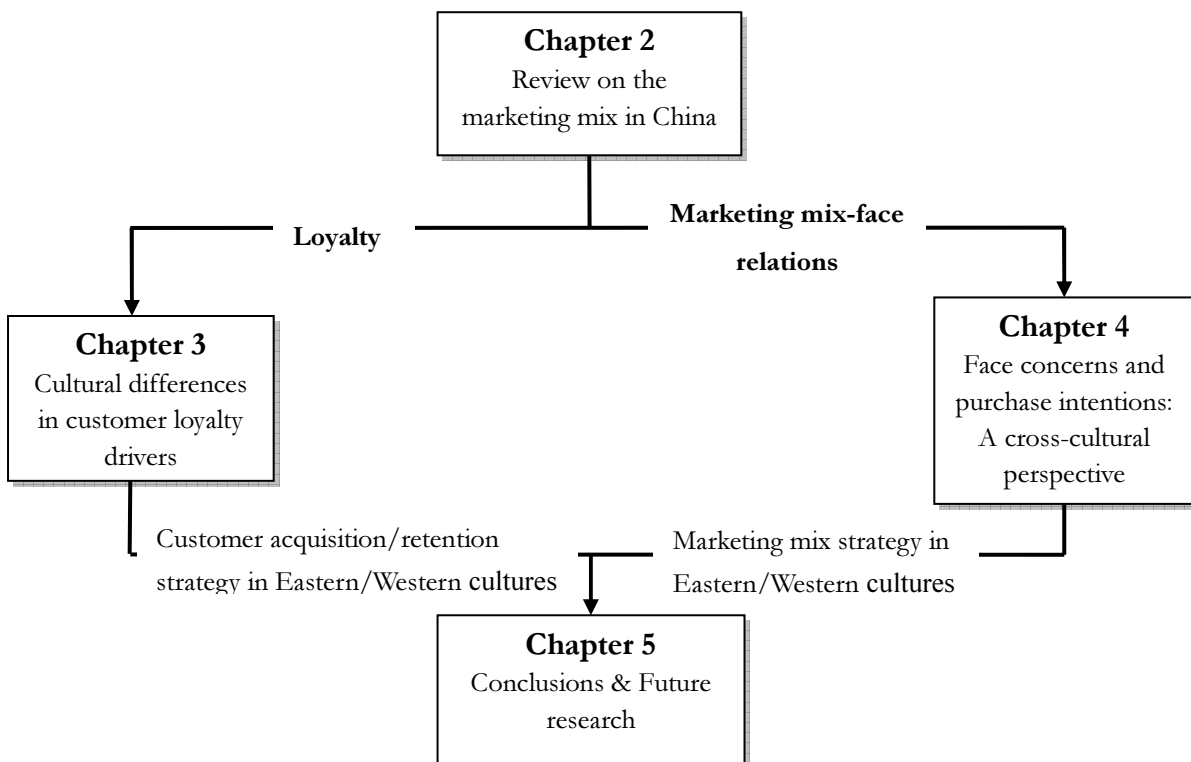 Chapter 2
Review on the
marketing mix in China
Loyalty
Marketing mix-face
relations
Chapter 3
Cultural differences
in customer loyalty
drivers
Chapter 4
Face concerns and
purchase intentions:
A cross-cultural
perspective
Customer acquisition/retention
strategy in Eastern/Western cultures
Marketing mix strategy in
Eastern/Western cultures
Chapter 5
Conclusions & Future
research